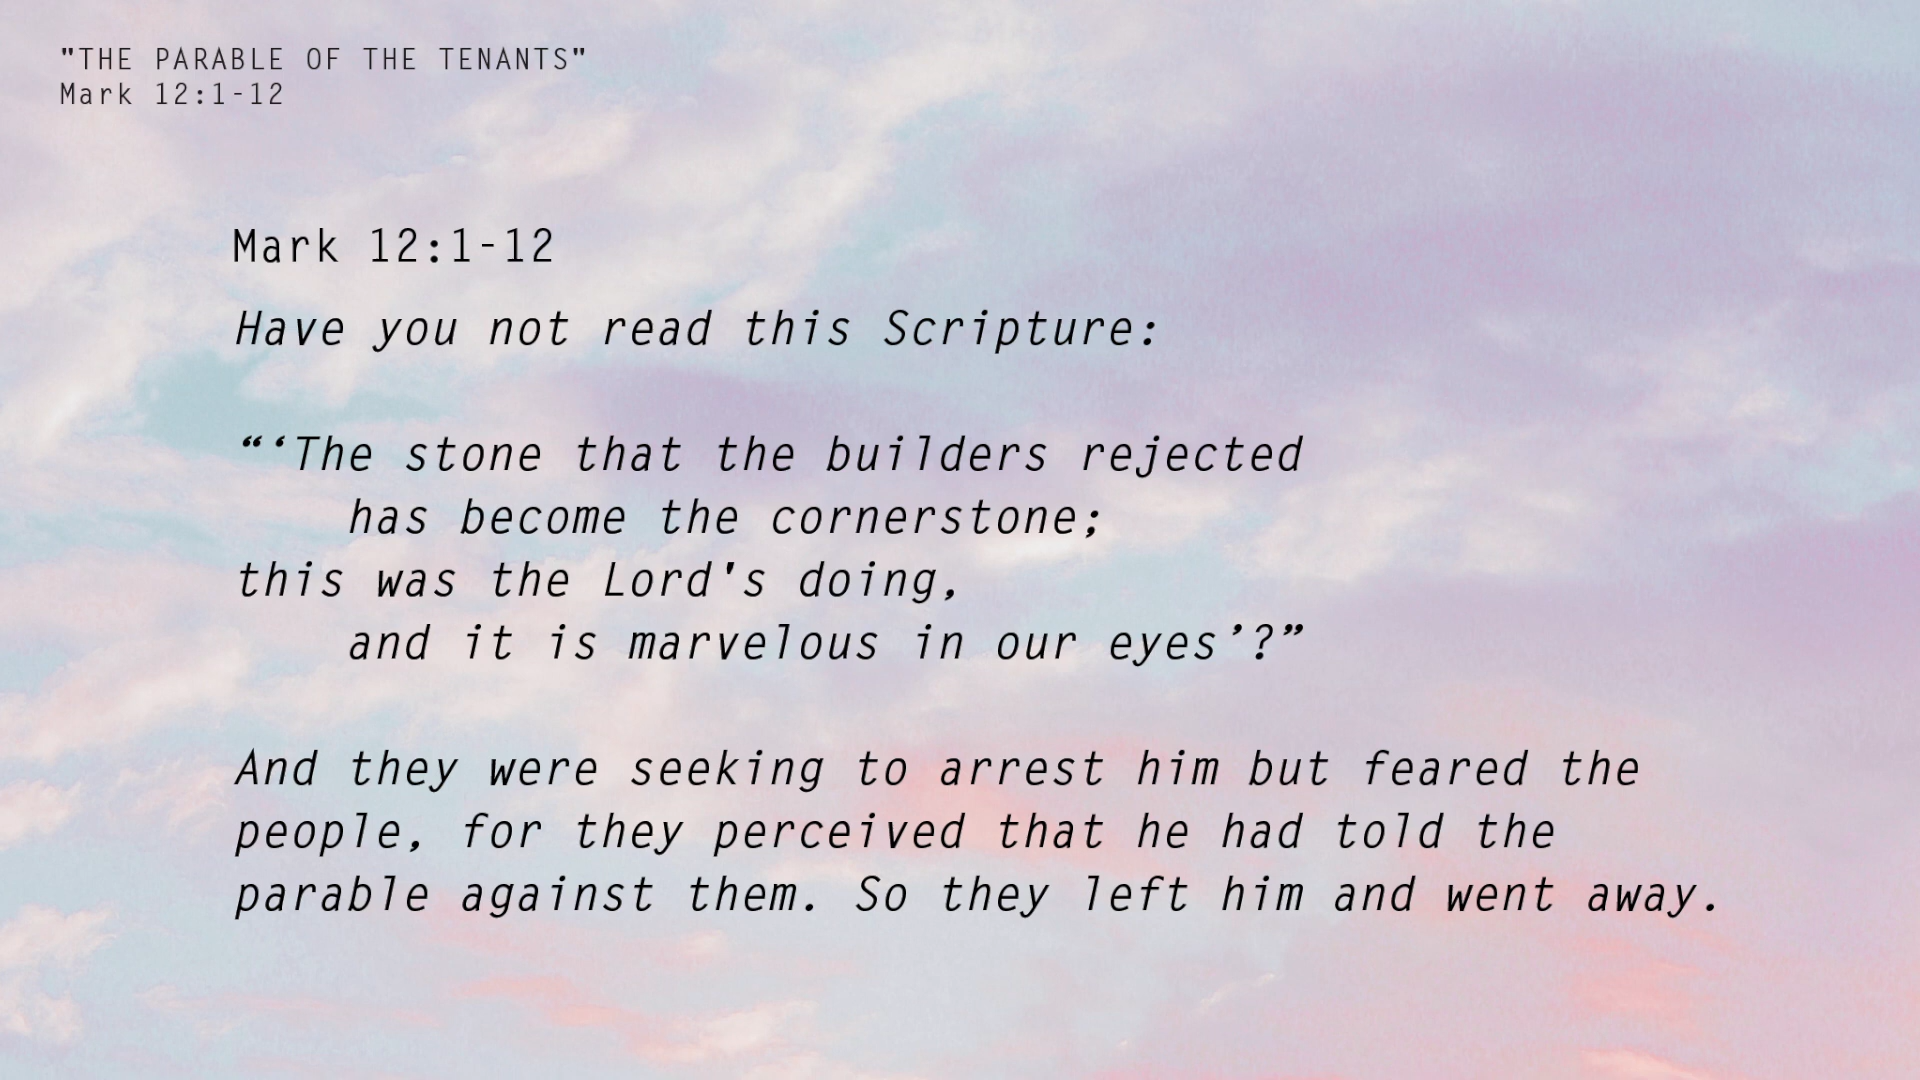 "THE PARABLE OF THE TENANTS"
Mark 12:1-12
Mark 12:1-12
Have you not read this Scripture:
“‘The stone that the builders rejected
has become the cornerstone;
this was the Lord's doing,
and it is marvelous in our eyes’?”
And they were seeking to arrest him but feared the
people, for they perceived that he had told the
parable against them. So they left him and went away.